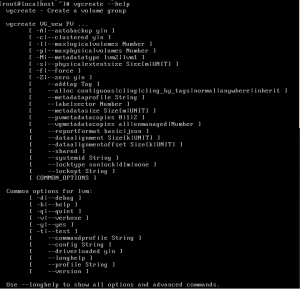 [root@localhost ~]# vgcreate --help
vgcreate - Create a volume group
vgcreate VG_new PV ...
[ -A|--autobackup y|n ]
[ -c|--clustered y|n ]
[ -l|--maxlogicalvolumes Number ]
[ -p|--maxphysicalvolumes Number ]
[ -M|--metadatatype lvm2|lvm1 ]
[ -s|--physicalextentsize Size[m|UNIT] ]
[ -f|--force ]
[ -Z|--zero y|n ]
[ --addtag Tag ]
[ --alloc contiguous|cling|cling_by_tags|normal|anywhere|inherit ]
[ --metadataprofile String ]
[ --labelsector Number ]
[ --metadatasize Size[m|UNIT] ]
[ --pvmetadatacopies 0|1|2 ]
[ --vgmetadatacopies all|unmanaged|Number ]
[ --reportformat basic|json ]
[ --dataalignment Size[k|UNIT] ]
[ --dataalignmentoffset Size[k|UNIT] ]
[ --shared ]
[ --systemid String ]
[ --locktype sanlock|dlm|none ]
[ --lockopt String ]
[ COMMON_OPTIONS ]
Common options for lvm:
[ -d|--debug ]
[ -h|--help ]
[ -q|--quiet ]
[ -v|--verbose ]
[ -y|--yes ]
[ -t|--test ]
[ --commandprofile String ]
[ --config String ]
[ --driverloaded y|n ]
[ --longhelp ]
[ --profile String ]
[ --version ]
Use --longhelp to show all options and advanced commands.